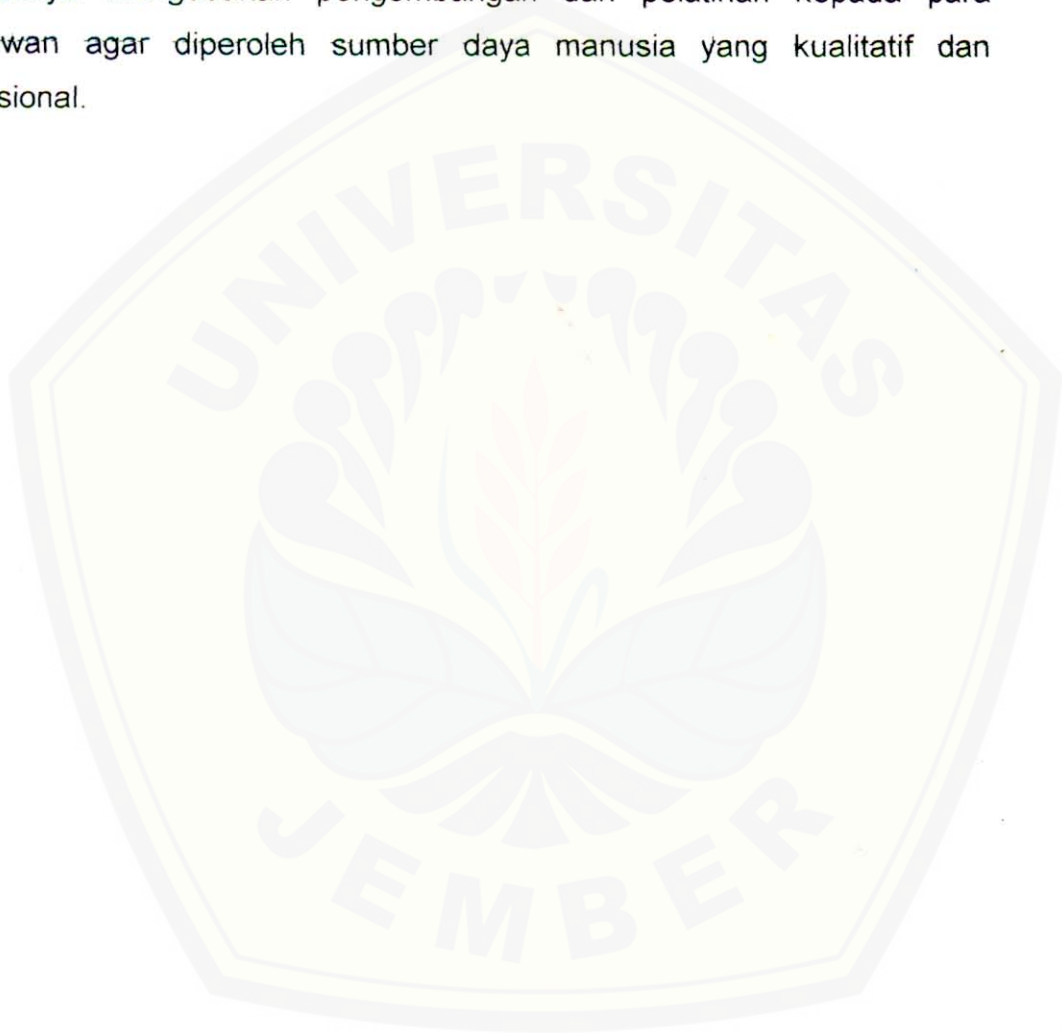 pengembangan dan pelatihan kepada para
wan agar diperoleh sumber daya manusia yang kualitatif dan
sional.
UNIVERSITAS
JEMBER